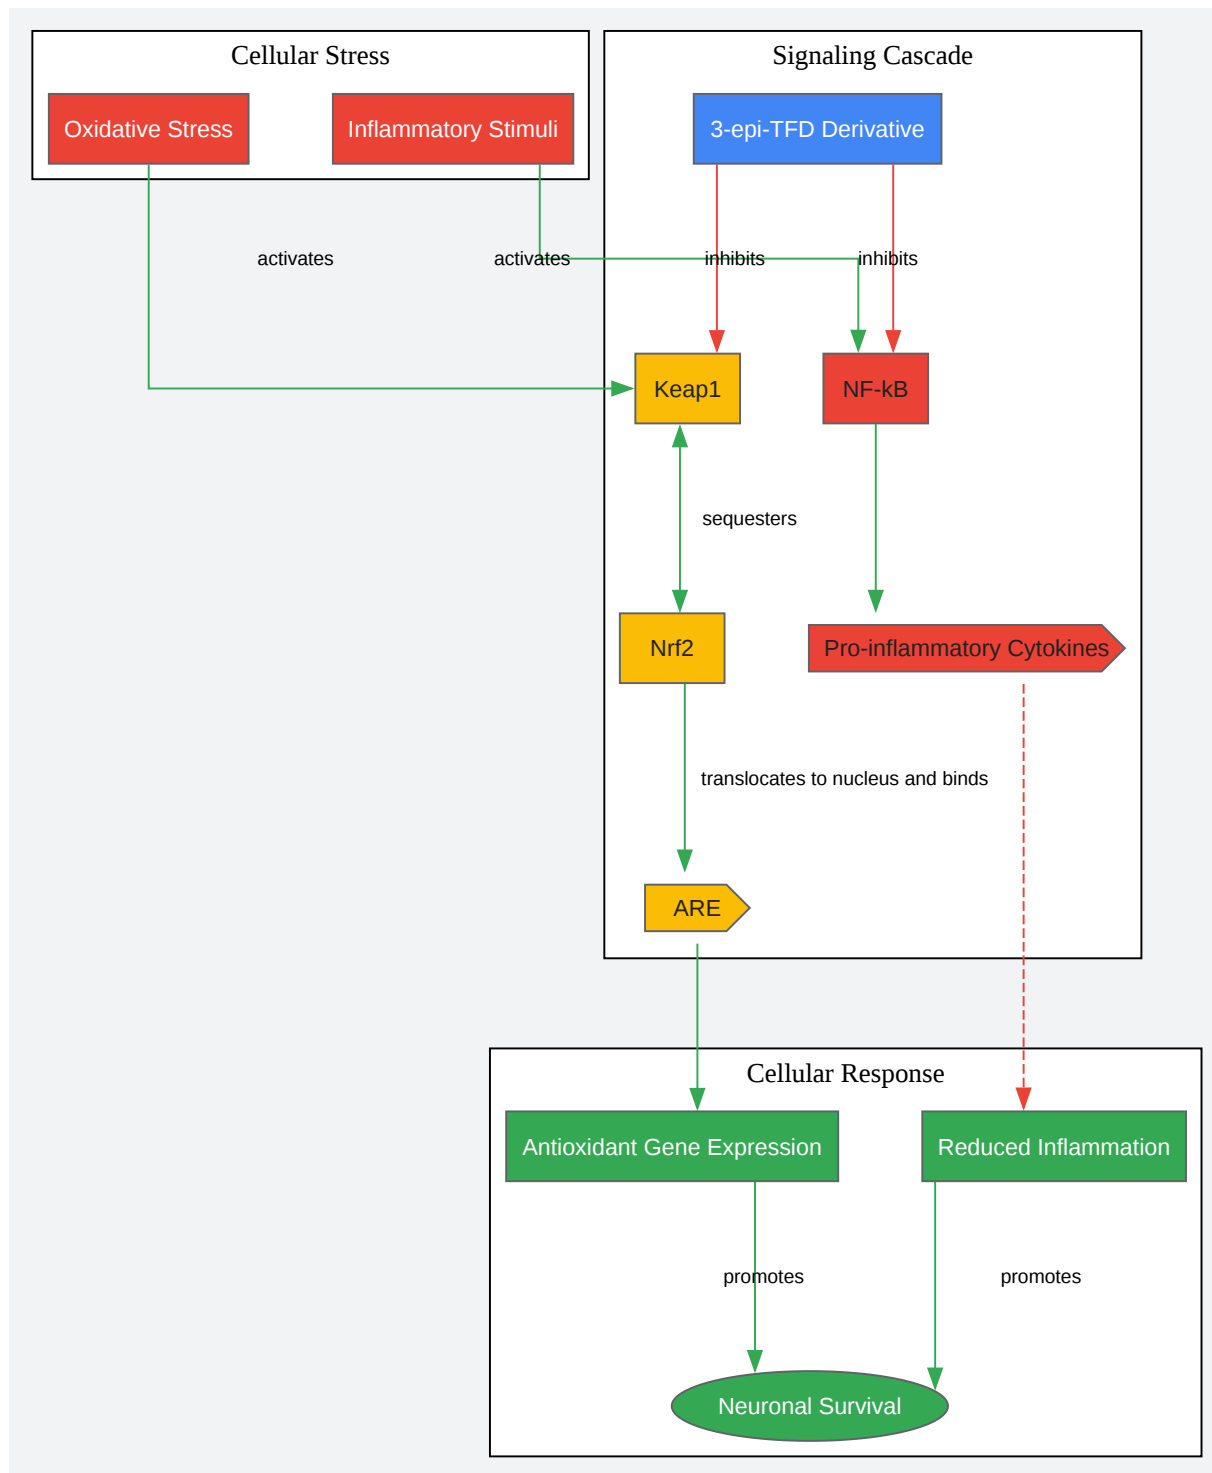 Cellular Stress
Signaling Cascade
Oxidative Stress
Inflammatory Stimuli
3-epi-TFD Derivative
activates
activates
inhibits
inhibits
Keap1
NF-kB
sequesters
Nrf2
Pro-inflammatory Cytokines
translocates to nucleus and binds
ARE
Cellular Response
Antioxidant Gene Expression
Reduced Inflammation
promotes
promotes
Neuronal Survival